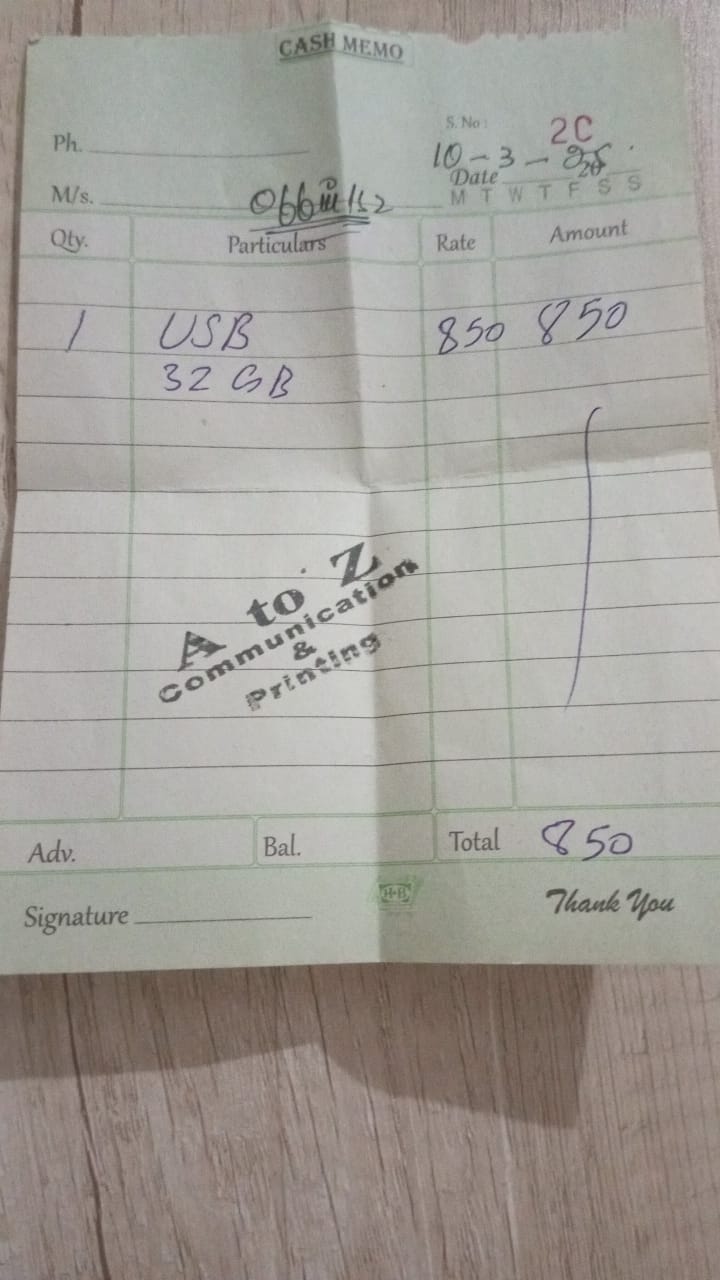 CASH MEMO
S. No : 2C
Ph.
10 - 3 - 25
Date 20
M T W T F S S
M/s.
Qty. Particulars Rate Amount
1 USB 850 850
32 GB
A to Z
Communication
&
Printing
Adv. Bal. Total 850
H·B
Signature Thank You